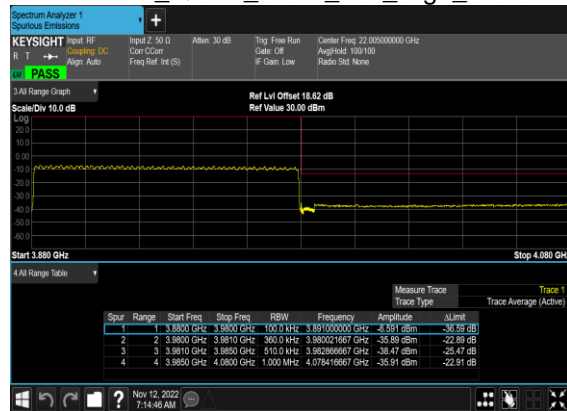 Spectrum Analyzer 1
Spurious Emissions
+
KEYSIGHT Input: RF Input Z: 50 Ω Atten: 30 dB Trig: Free Run Center Freq: 22.005000000 GHz
R T Coupling: DC Corr CCorr Gate: Off Avg|Hold: 100/100
Align: Auto Freq Ref: Int (S) IF Gain: Low Radio Std: None
PASS
3 All Range Graph
Ref Lvl Offset 18.62 dB
Scale/Div 10.0 dB Ref Value 30.00 dBm
Log
20.0
10.0
0.00
-10.0
-20.0
-30.0
-40.0
-50.0
-60.0
Start 3.880 GHz Stop 4.080 GH
4 All Range Table
Measure Trace Trace 1
Trace Type Trace Average (Active)
Spur Range Start Freq Stop Freq RBW Frequency Amplitude ΔLimit
1 1 3.8800 GHz 3.9800 GHz 100.0 kHz 3.891000000 GHz -6.591 dBm -36.59 dB
2 2 3.9800 GHz 3.9810 GHz 360.0 kHz 3.980021667 GHz -35.89 dBm -22.89 dB
3 3 3.9810 GHz 3.9850 GHz 510.0 kHz 3.982866667 GHz -38.47 dBm -25.47 dB
4 4 3.9850 GHz 4.0800 GHz 1.000 MHz 4.078416667 GHz -35.91 dBm -22.91 dB
?
Nov 12, 2022
7:14:46 AM